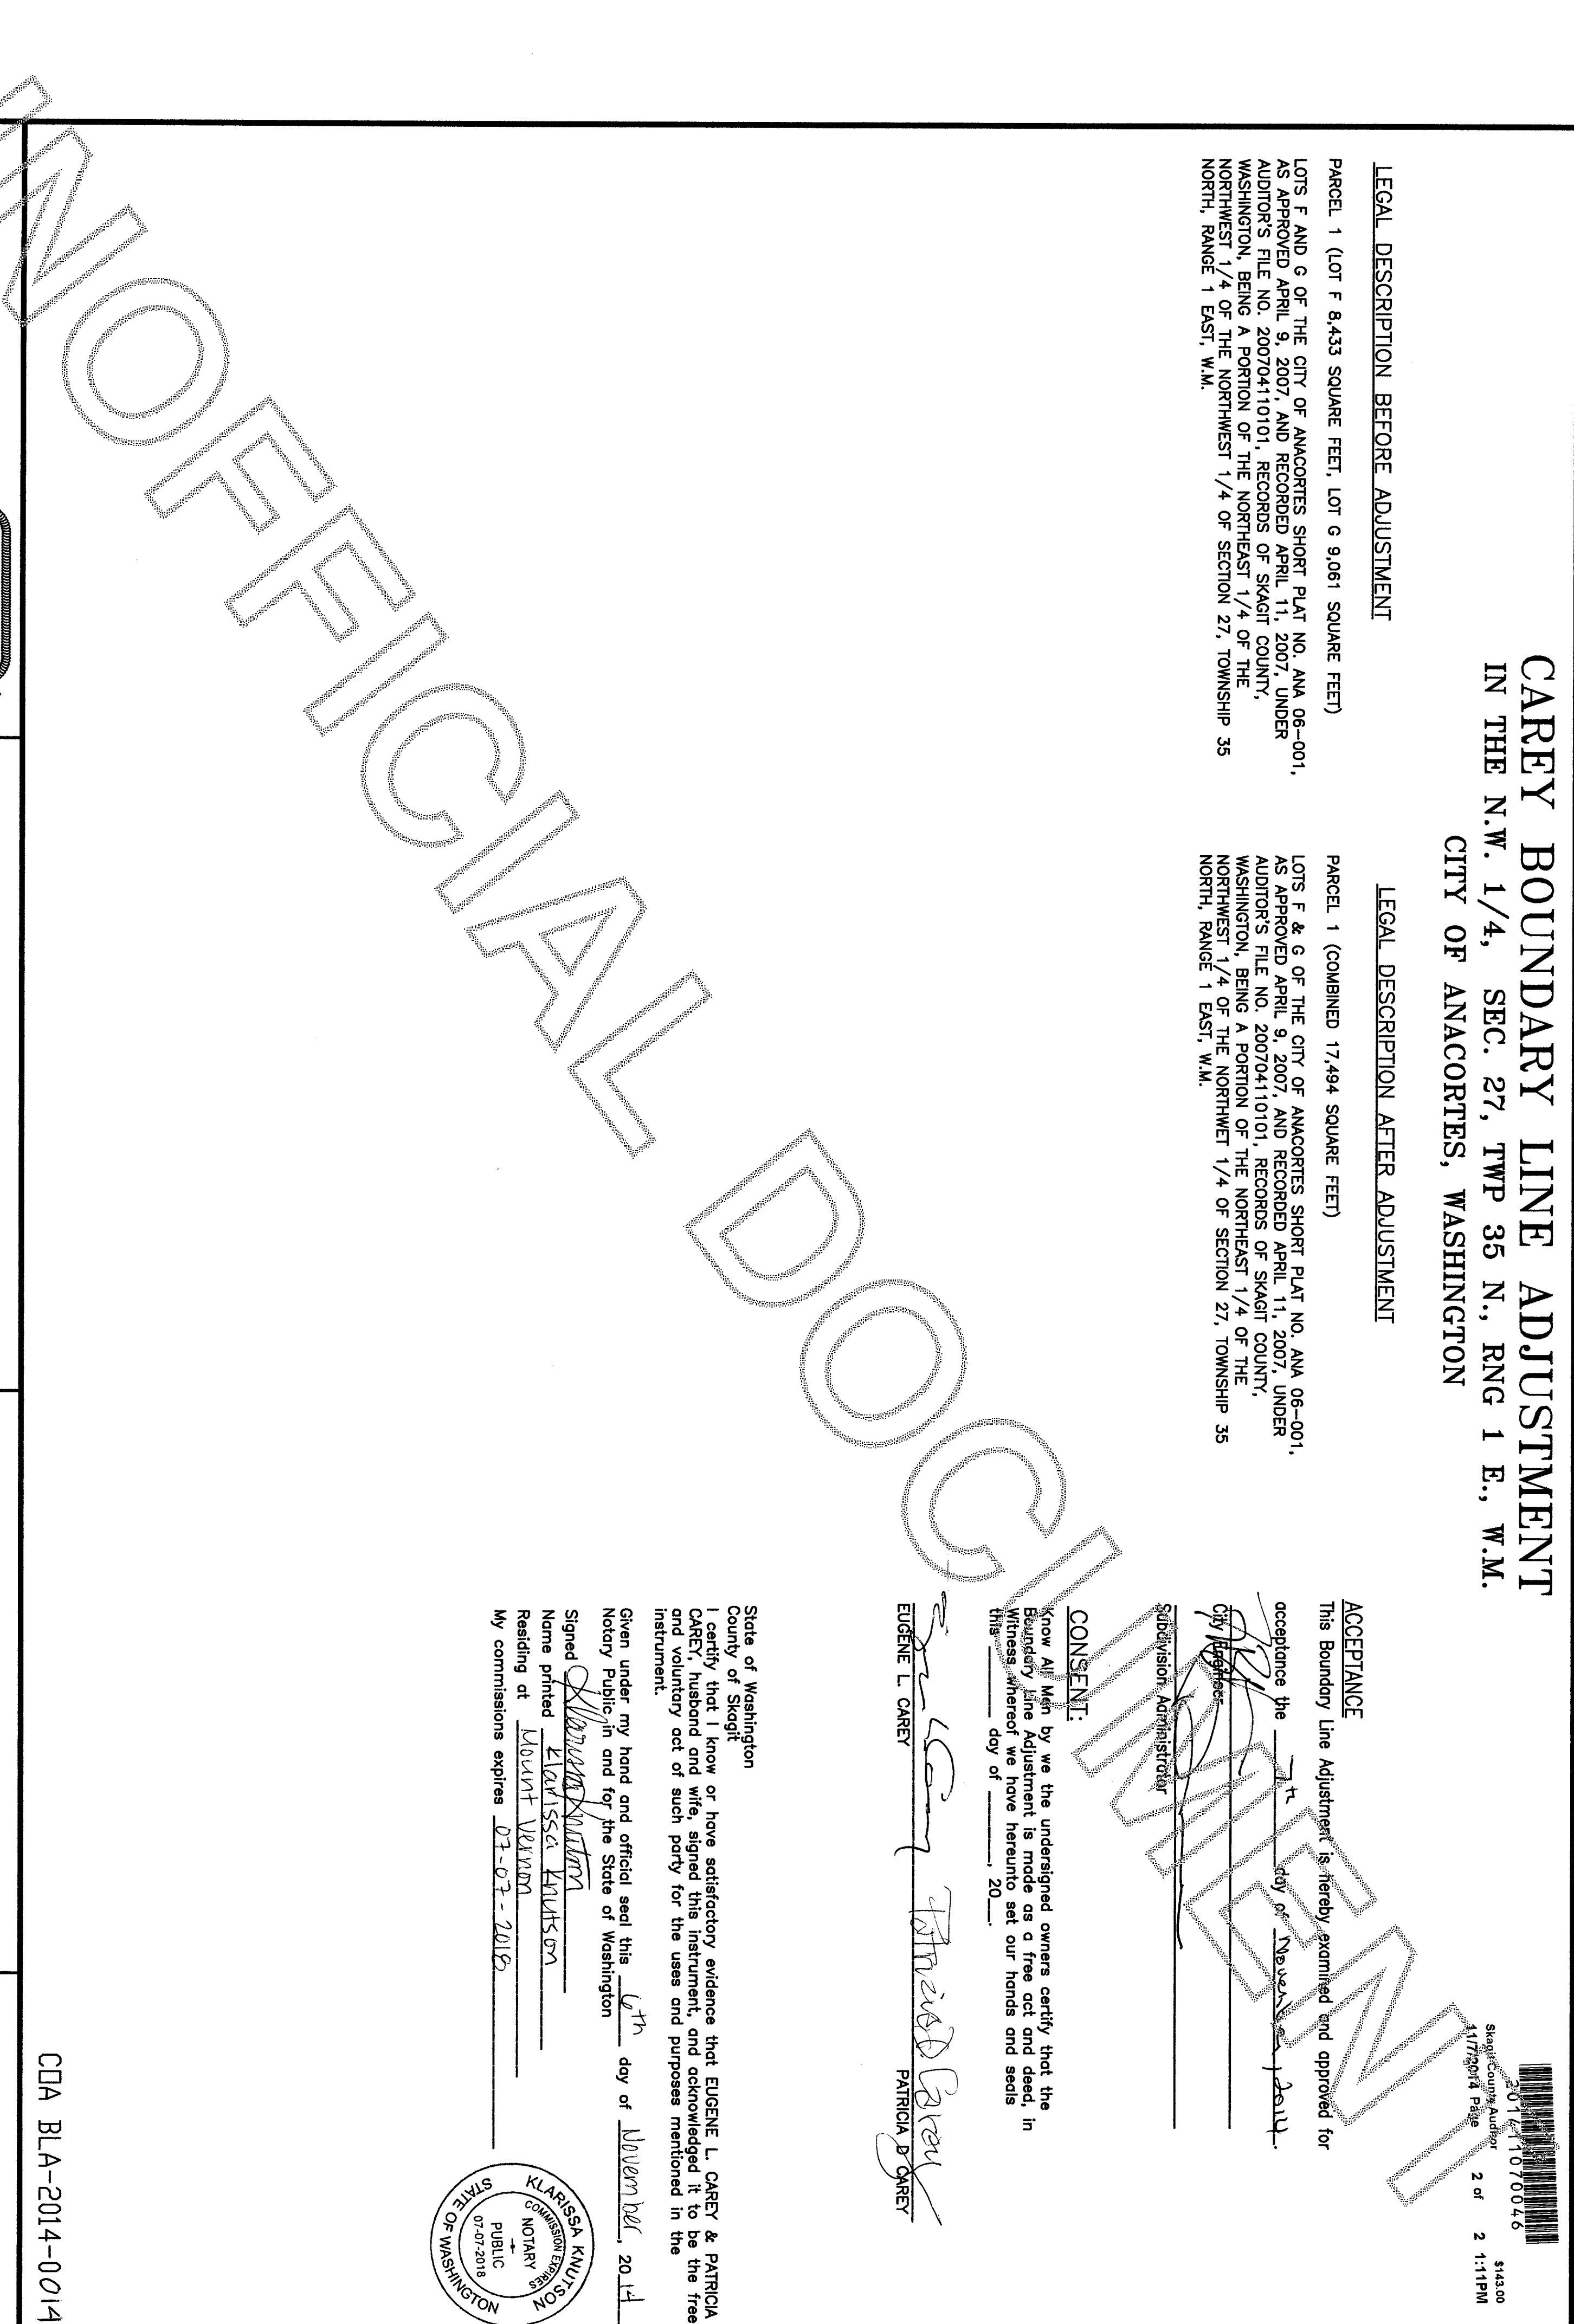 CAREY BOUNDARY LINE ADJUSTMENT
IN THE N.W. 1/4, SEC. 27, TWP 35 N., RNG 1 E., W.M.
CITY OF ANACORTES, WASHINGTON
201411070046
Skagit County Auditor $143.00
11/7/2014 Page 2 of 2 1:11PM
LEGAL DESCRIPTION BEFORE ADJUSTMENT
PARCEL 1 (LOT F 8,433 SQUARE FEET, LOT G 9,061 SQUARE FEET)
LOTS F AND G OF THE CITY OF ANACORTES SHORT PLAT NO. ANA 06-001,
AS APPROVED APRIL 9, 2007, AND RECORDED APRIL 11, 2007, UNDER
AUDITOR'S FILE NO. 200704110101, RECORDS OF SKAGIT COUNTY,
WASHINGTON, BEING A PORTION OF THE NORTHEAST 1/4 OF THE
NORTHWEST 1/4 OF THE NORTHWEST 1/4 OF SECTION 27, TOWNSHIP 35
NORTH, RANGE 1 EAST, W.M.
LEGAL DESCRIPTION AFTER ADJUSTMENT
PARCEL 1 (COMBINED 17,494 SQUARE FEET)
LOTS F & G OF THE CITY OF ANACORTES SHORT PLAT NO. ANA 06-001,
AS APPROVED APRIL 9, 2007, AND RECORDED APRIL 11, 2007, UNDER
AUDITOR'S FILE NO. 200704110101, RECORDS OF SKAGIT COUNTY,
WASHINGTON, BEING A PORTION OF THE NORTHEAST 1/4 OF THE
NORTHWEST 1/4 OF THE NORTHWET 1/4 OF SECTION 27, TOWNSHIP 35
NORTH, RANGE 1 EAST, W.M.
ACCEPTANCE
This Boundary Line Adjustment is hereby examined and approved for
acceptance the 7th day of November, 2014.
City Engineer
Subdivision Administrator
CONSENT:
Know All Men by we the undersigned owners certify that the
Boundary Line Adjustment is made as a free act and deed, in
Witness whereof we have hereunto set our hands and seals
this ____ day of ____, 20__.
Patricia D Carey
EUGENE L. CAREY PATRICIA D CAREY
State of Washington
County of Skagit
I certify that I know or have satisfactory evidence that EUGENE L. CAREY & PATRICIA
CAREY, husband and wife, signed this instrument, and acknowledged it to be the free
and voluntary act of such party for the uses and purposes mentioned in the
instrument.
Given under my hand and official seal this 6th day of November, 2014
Notary Public in and for the State of Washington
Signed Klarissa Knutson
Name printed Klarissa Knutson
Residing at Mount Vernon
My commissions expires 07-07-2018
KLARISSA KNUTSON
COMMISSION EXPIRES
NOTARY
PUBLIC
07-07-2018
STATE OF WASHINGTON
COA BLA-2014-0014
UNOFFICIAL DOCUMENT